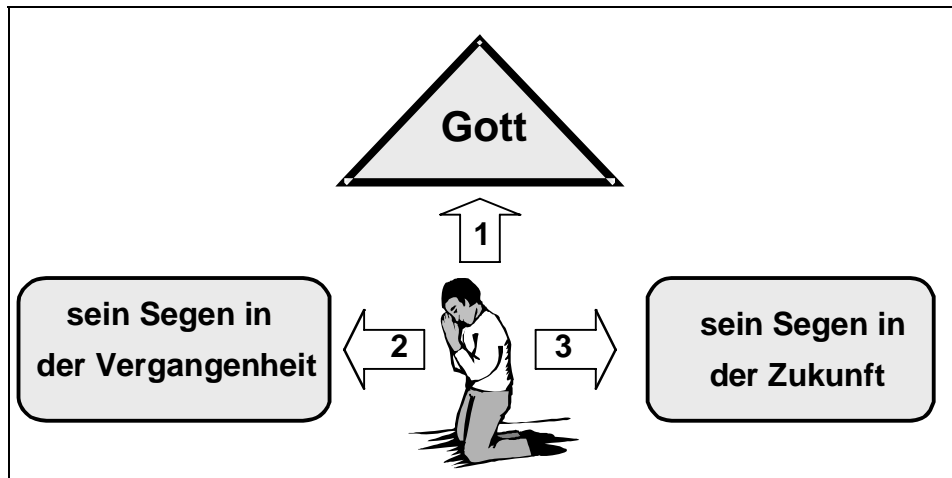 Gott
1
sein Segen in
der Vergangenheit
2
3
sein Segen in
der Zukunft